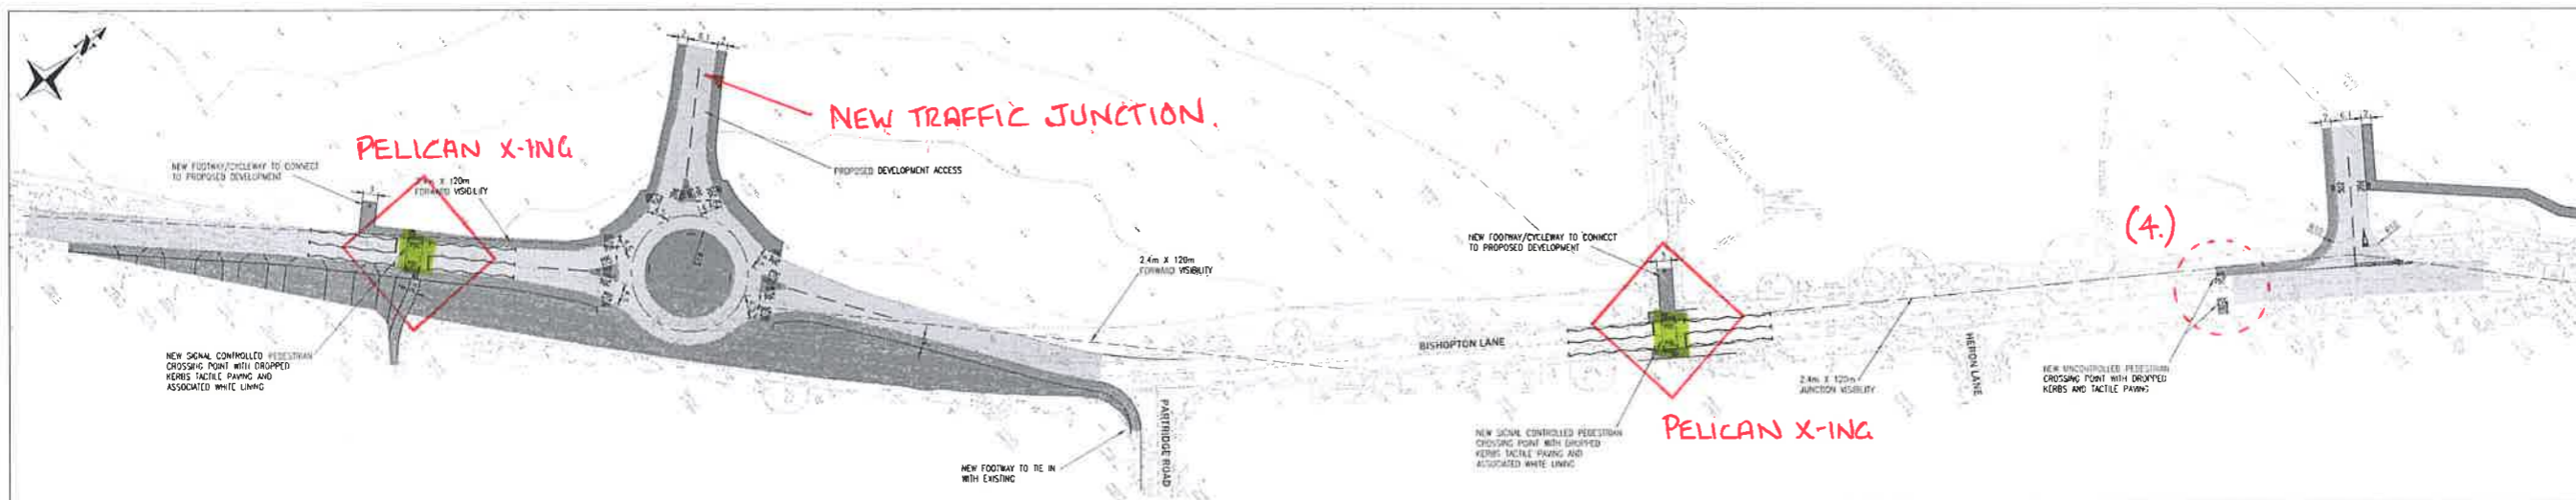 N
NEW TRAFFIC JUNCTION.
PELICAN X-ING
NEW FOOTWAY/CYCLEWAY TO CONNECT
TO PROPOSED DEVELOPMENT
X 120m
FORWARD VISIBILITY
PROPOSED DEVELOPMENT ACCESS
NEW SIGNAL CONTROLLED PEDESTRIAN
CROSSING POINT WITH DROPPED
KERBS TACTILE PAVING AND
ASSOCIATED WHITE LINING
2.4m X 120m
FORWARD VISIBILITY
NEW FOOTWAY TO TIE IN
WITH EXISTING
PARTRIDGE ROAD
BISHOPTON LANE
NEW FOOTWAY/CYCLEWAY TO CONNECT
TO PROPOSED DEVELOPMENT
NEW SIGNAL CONTROLLED PEDESTRIAN
CROSSING POINT WITH DROPPED
KERBS TACTILE PAVING AND
ASSOCIATED WHITE LINING
PELICAN X-ING
2.4m X 120m
JUNCTION VISIBILITY
HERON LANE
(4.)
NEW UNCONTROLLED PEDESTRIAN
CROSSING POINT WITH DROPPED
KERBS AND TACTILE PAVING